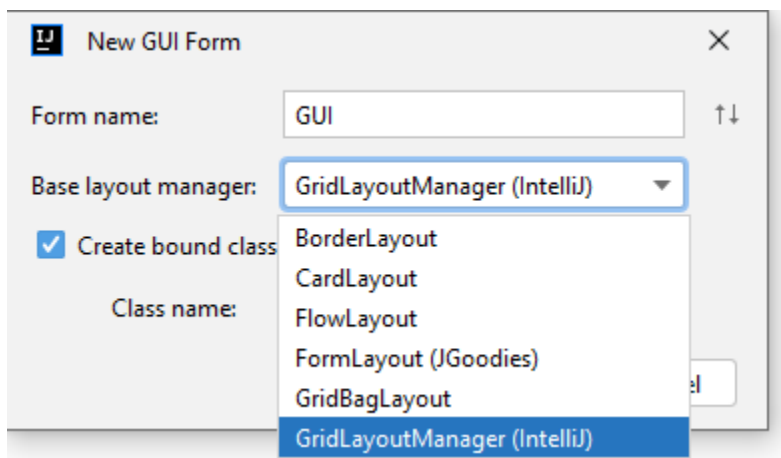 IJ New GUI Form
Form name: GUI
Base layout manager: GridLayoutManager (IntelliJ)
Create bound class
BorderLayout
CardLayout
Class name:
FlowLayout
FormLayout (JGoodies)
GridBagLayout
GridLayoutManager (IntelliJ)